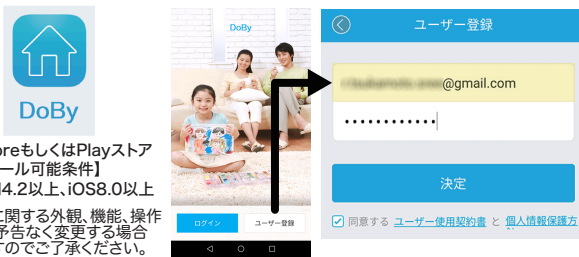 DoBy
oreもしくはPlayストア
ール可能条件】
4.2以上、iOS8.0以上
に関する外観、機能、操作
予告なく変更する場合
すのでご了承ください。
DoBy
ログイン
ユーザー登録
ユーザー登録
@gmail.com
決定
同意する ユーザー使用契約書 と 個人情報保護方